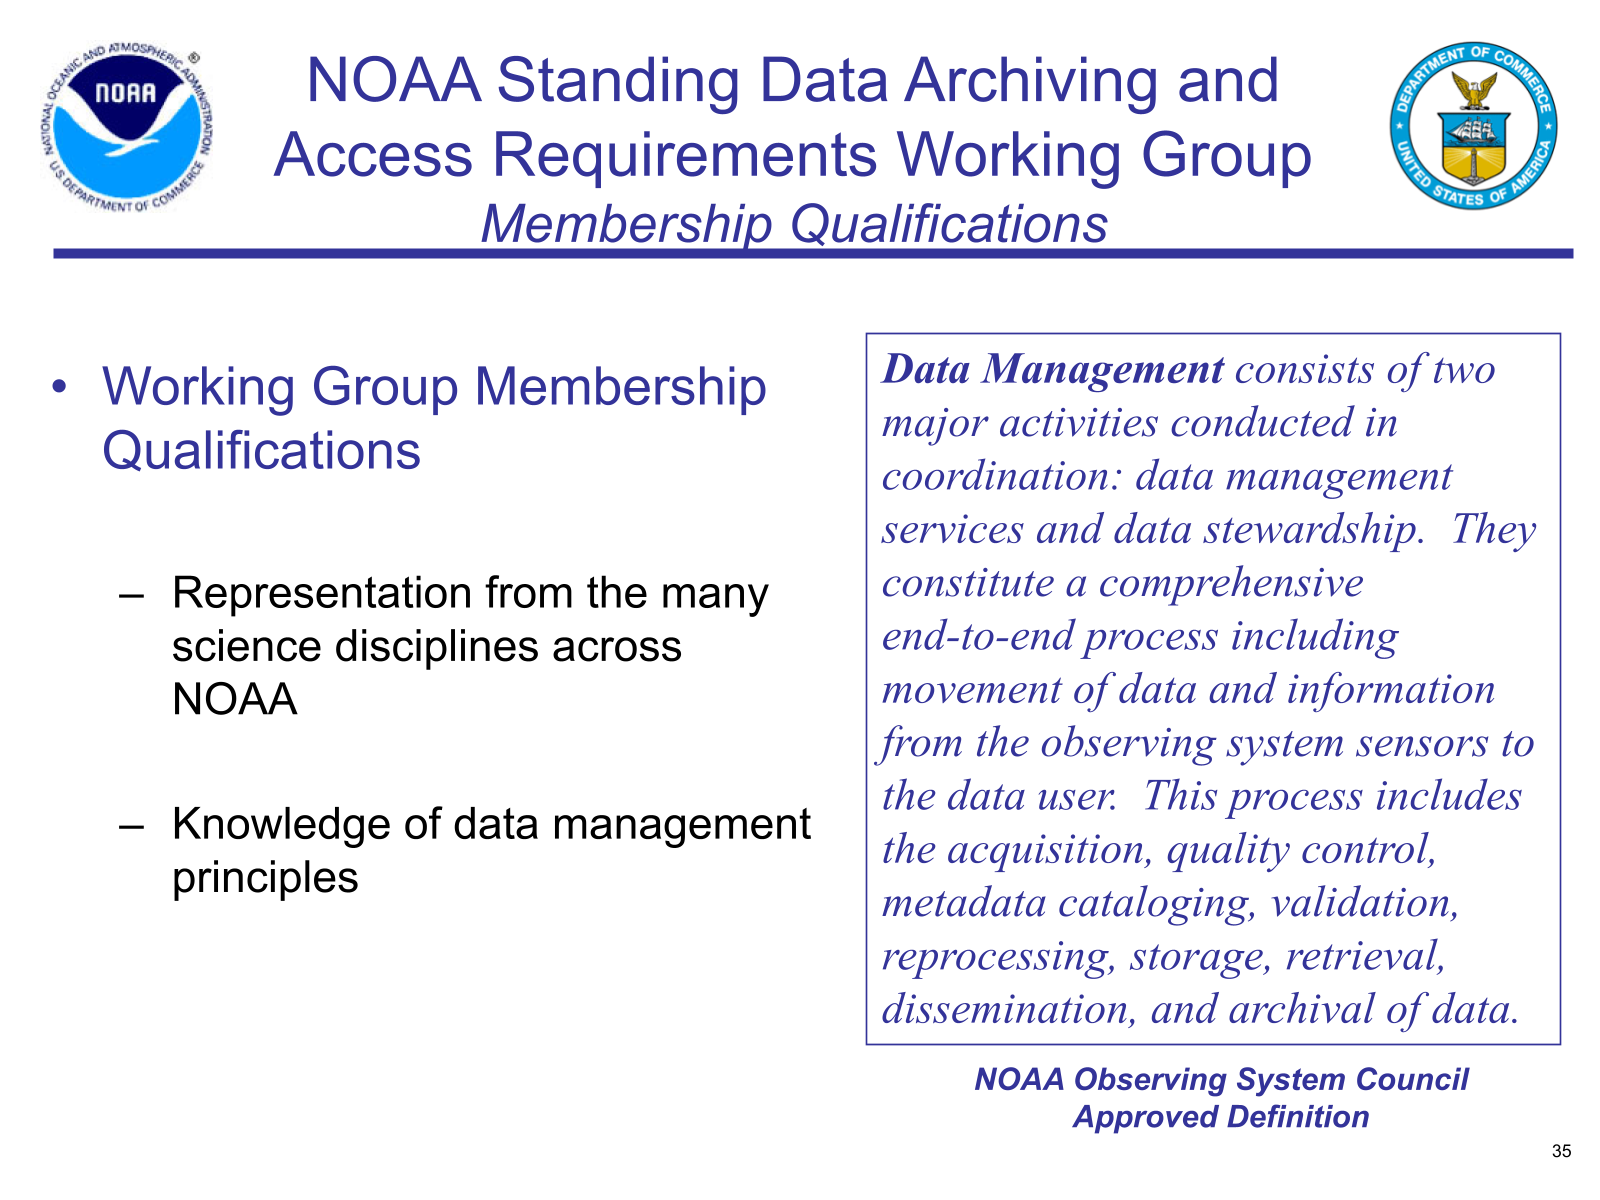 NATIONAL OCEANIC AND ATMOSPHERIC ADMINISTRATION
U.S. DEPARTMENT OF COMMERCE
NOAA
®
NOAA Standing Data Archiving and
Access Requirements Working Group
Membership Qualifications
DEPARTMENT OF COMMERCE
UNITED STATES OF AMERICA
• Working Group Membership
Qualifications
– Representation from the many
science disciplines across
NOAA
– Knowledge of data management
principles
Data Management consists of two
major activities conducted in
coordination: data management
services and data stewardship.  They
constitute a comprehensive
end-to-end process including
movement of data and information
from the observing system sensors to
the data user.  This process includes
the acquisition, quality control,
metadata cataloging, validation,
reprocessing, storage, retrieval,
dissemination, and archival of data.
NOAA Observing System Council
Approved Definition
35